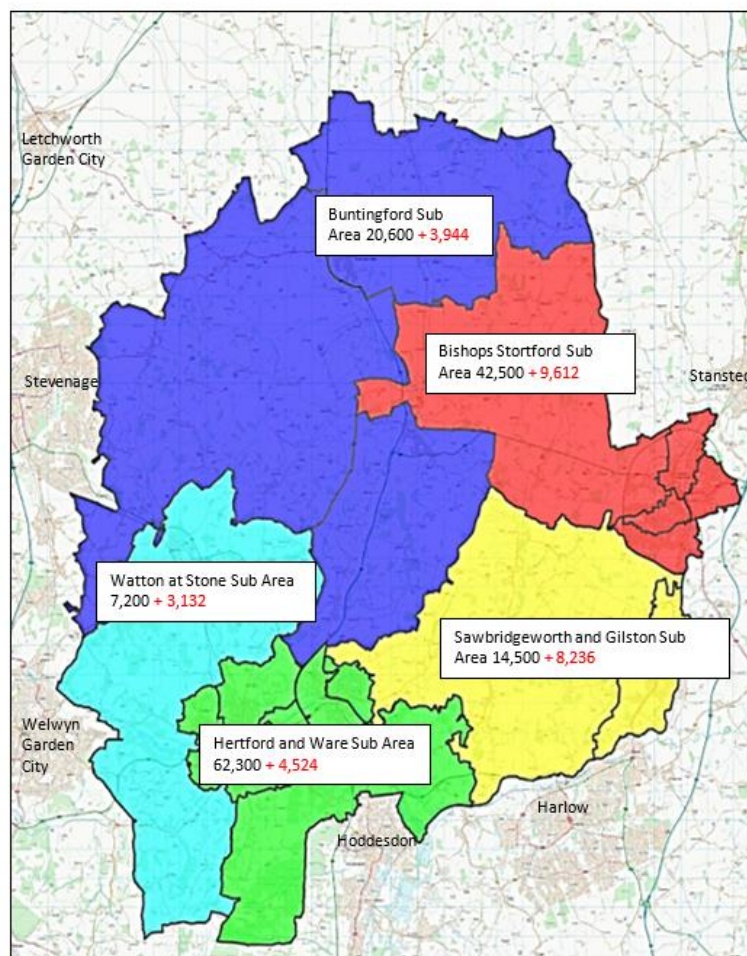 Letchworth
Garden City
Buntingford Sub
Area 20,600 + 3,944
Bishops Stortford Sub
Area 42,500 + 9,612
Stevenage
Stansted
Watton at Stone Sub Area
7,200 + 3,132
Sawbridgeworth and Gilston Sub
Area 14,500 + 8,236
Welwyn
Garden
City
Hertford and Ware Sub Area
62,300 + 4,524
Harlow
Hoddesdon